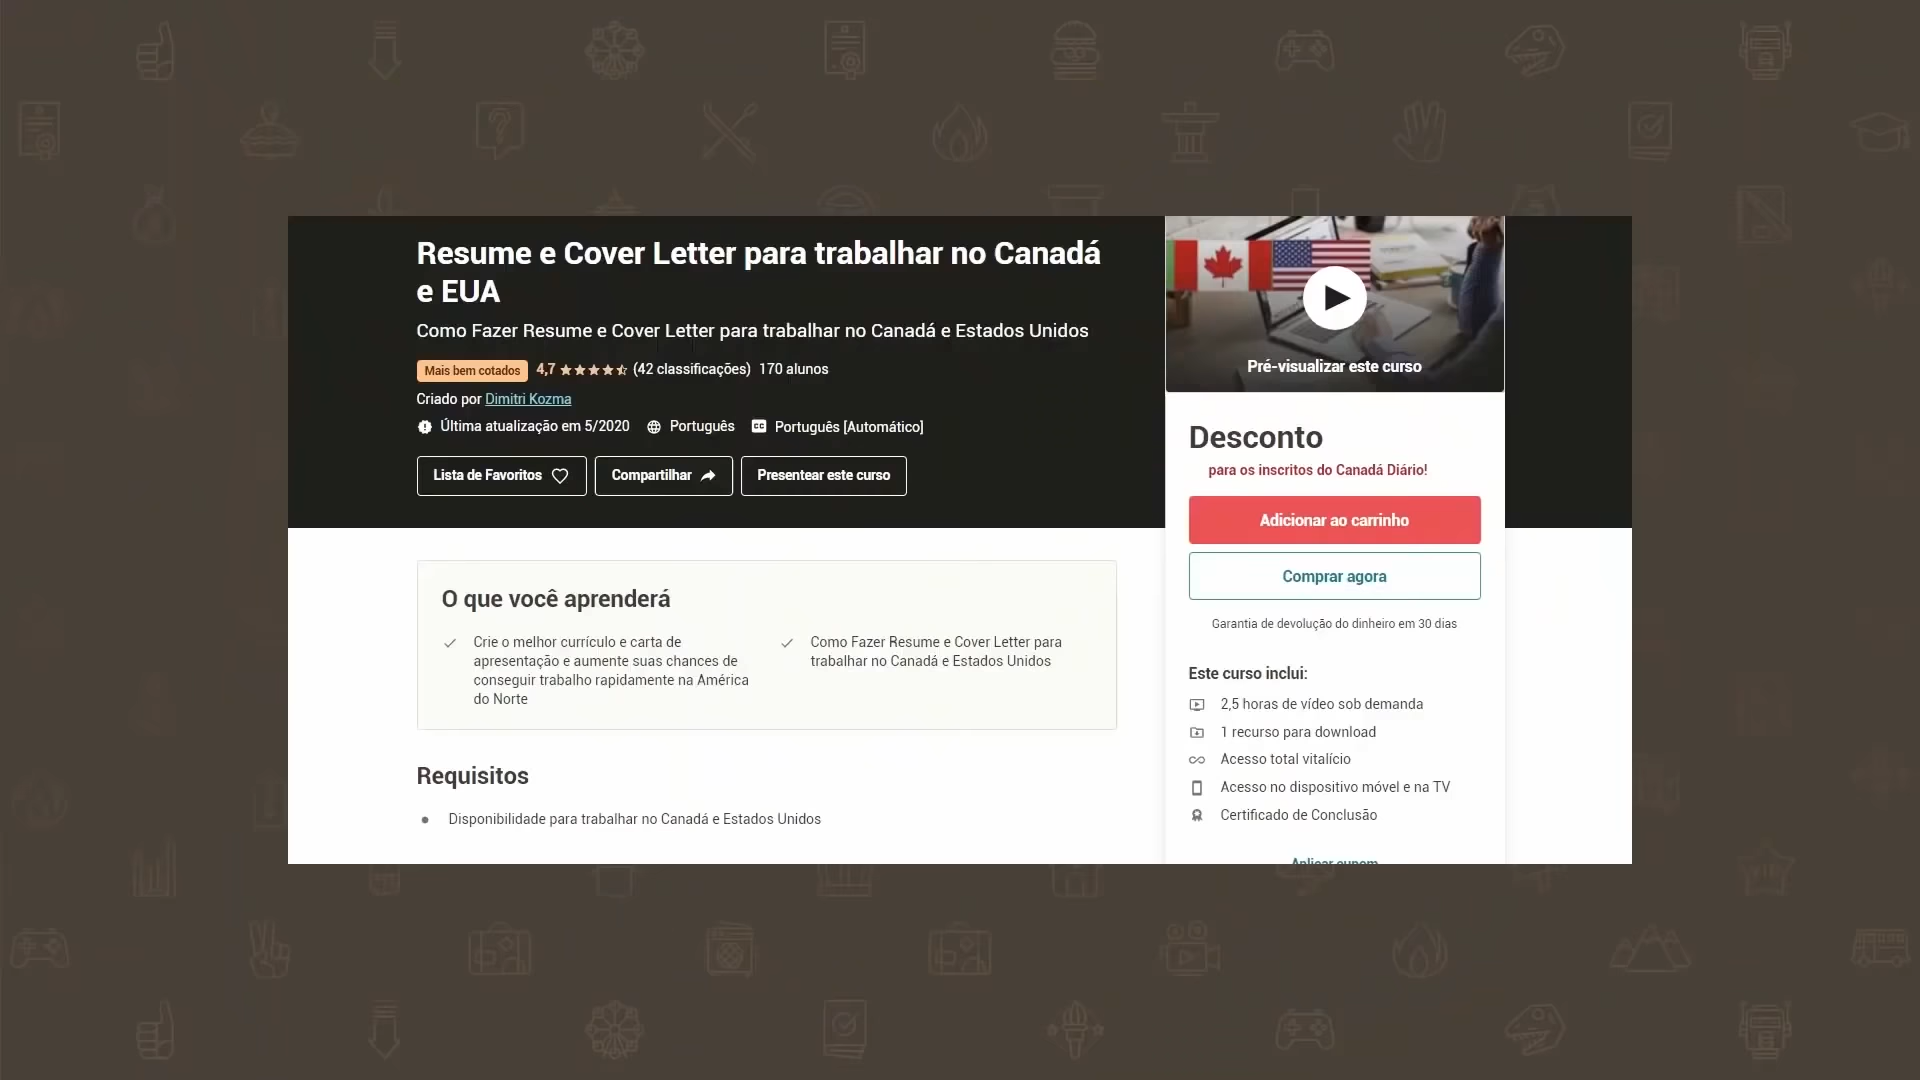 Resume e Cover Letter para trabalhar no Canadá
e EUA
Como Fazer Resume e Cover Letter para trabalhar no Canadá e Estados Unidos
Mais bem cotados 4,7 (42 classificações) 170 alunos
Criado por Dimitri Kozma
Última atualização em 5/2020 Português CC Português [Automático]
Lista de Favoritos Compartilhar Presentear este curso
O que você aprenderá
Crie o melhor currículo e carta de
apresentação e aumente suas chances de
conseguir trabalho rapidamente na América
do Norte
Como Fazer Resume e Cover Letter para
trabalhar no Canadá e Estados Unidos
Requisitos
Disponibilidade para trabalhar no Canadá e Estados Unidos
Pré-visualizar este curso
Desconto
para os inscritos do Canadá Diário!
Adicionar ao carrinho
Comprar agora
Garantia de devolução do dinheiro em 30 dias
Este curso inclui:
2,5 horas de vídeo sob demanda
1 recurso para download
Acesso total vitalício
Acesso no dispositivo móvel e na TV
Certificado de Conclusão
Aplicar cupom